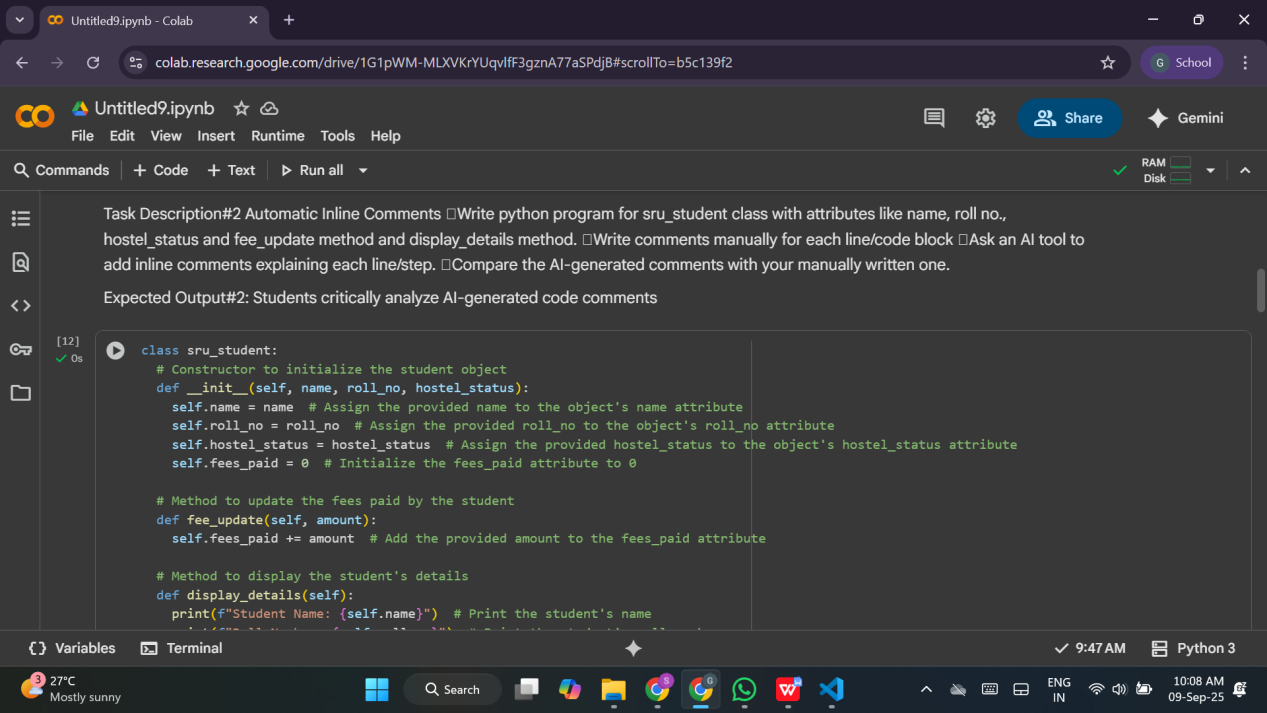 Untitled9.ipynb - Colab
colab.research.google.com/drive/1G1pWM-MLXVKrYUqvlfF3gznA77aSPdjB#scrollTo=b5c139f2
G School
Untitled9.ipynb
File Edit View Insert Runtime Tools Help
Share
Gemini
Commands + Code + Text Run all
RAM
Disk
Task Description#2 Automatic Inline Comments Write python program for sru_student class with attributes like name, roll no.,
hostel_status and fee_update method and display_details method. Write comments manually for each line/code block Ask an AI tool to
add inline comments explaining each line/step. Compare the AI-generated comments with your manually written one.
Expected Output#2: Students critically analyze AI-generated code comments
[12]
0s
class sru_student:
# Constructor to initialize the student object
def __init__(self, name, roll_no, hostel_status):
self.name = name # Assign the provided name to the object's name attribute
self.roll_no = roll_no # Assign the provided roll_no to the object's roll_no attribute
self.hostel_status = hostel_status # Assign the provided hostel_status to the object's hostel_status attribute
self.fees_paid = 0 # Initialize the fees_paid attribute to 0
# Method to update the fees paid by the student
def fee_update(self, amount):
self.fees_paid += amount # Add the provided amount to the fees_paid attribute
# Method to display the student's details
def display_details(self):
print(f"Student Name: {self.name}") # Print the student's name
Variables Terminal
9:47 AM Python 3
3
27°C
Mostly sunny
Search
S
G
W
ENG
IN
10:08 AM
09-Sep-25